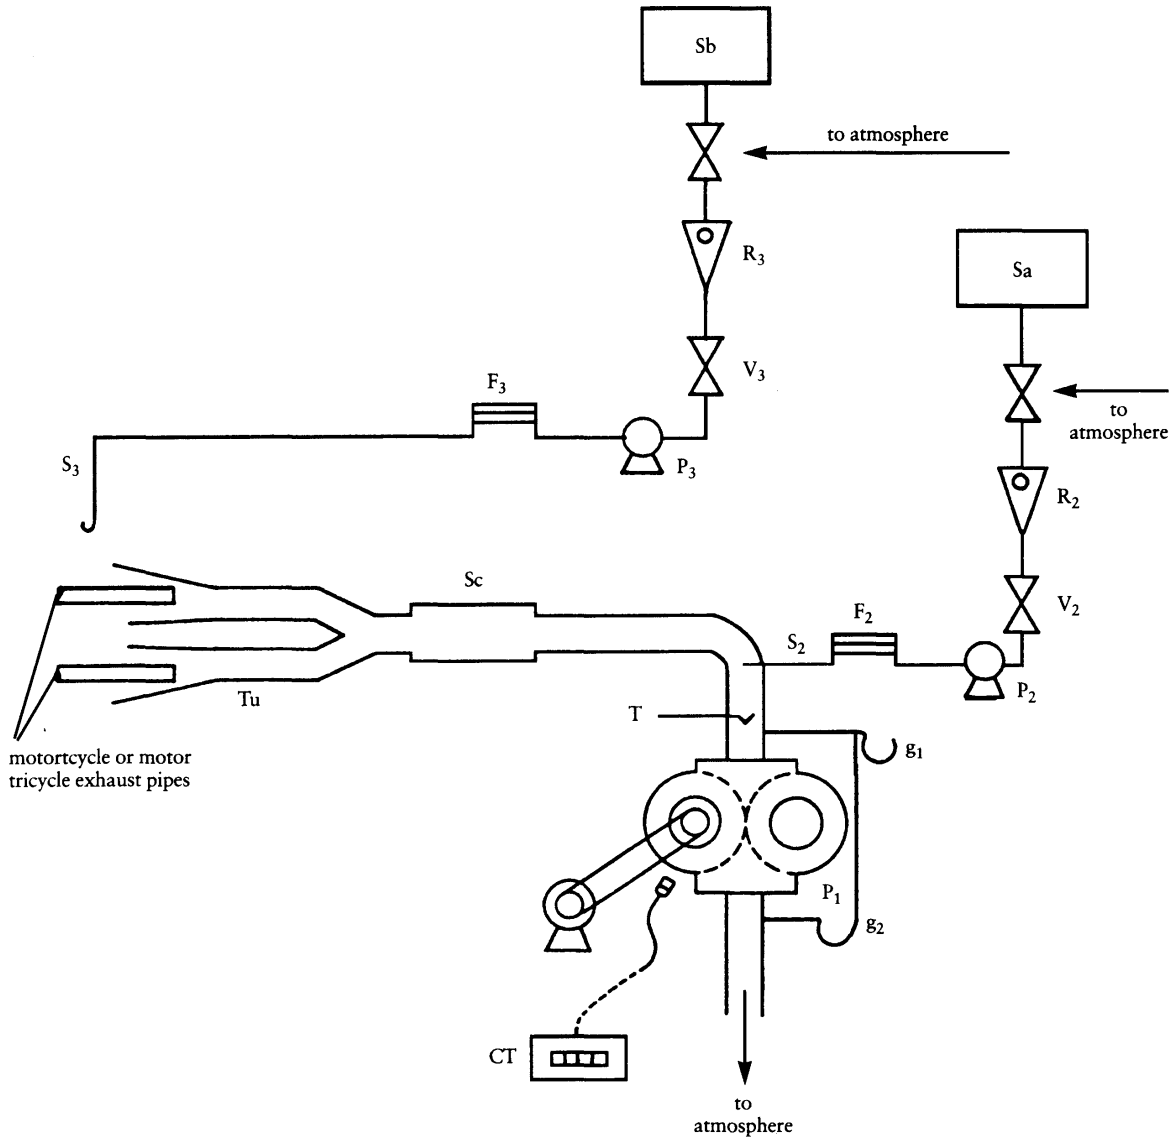 Sb
to atmosphere
R3
Sa
V3
F3
to
atmosphere
S3
P3
R2
Sc
V2
F2
S2
P2
Tu
T
motortcycle or motor
tricycle exhaust pipes
g1
P1
g2
CT
to
atmosphere